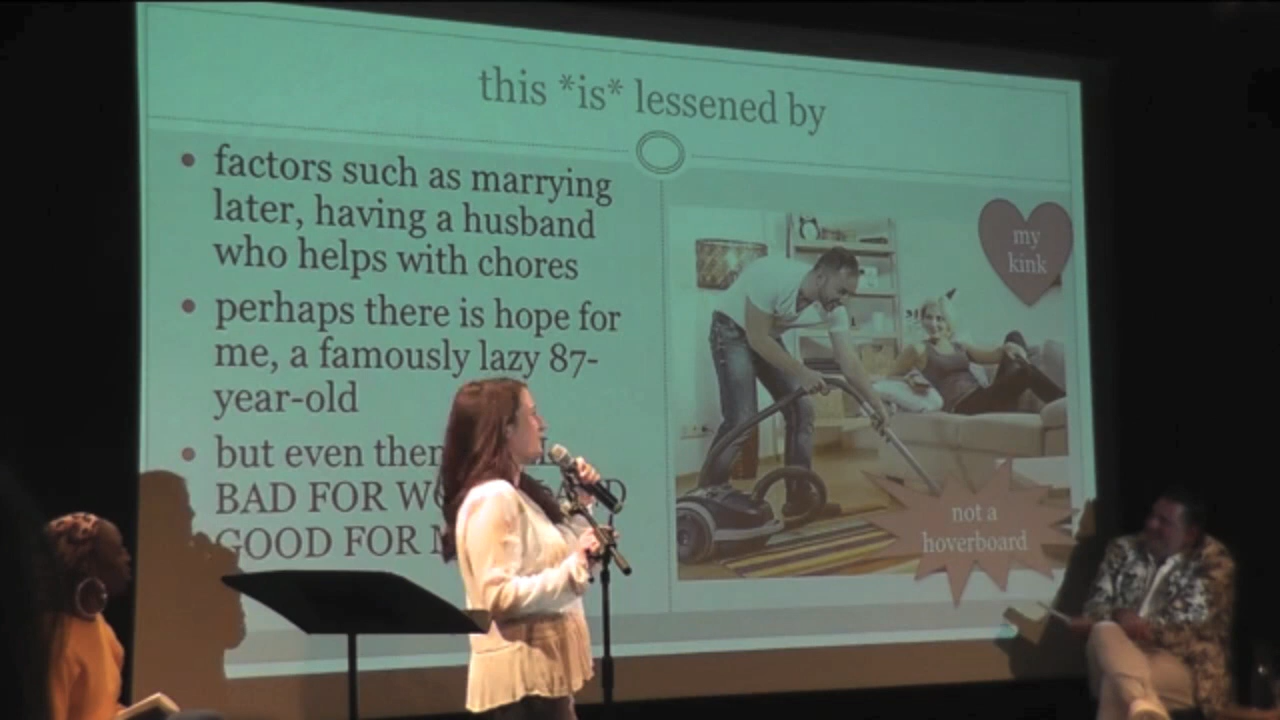 this *is* lessened by
• factors such as marrying
later, having a husband
who helps with chores
• perhaps there is hope for
me, a famously lazy 87-
year-old
• but even then
BAD FOR
GOOD FOR
my
kink
not a
hoverboard